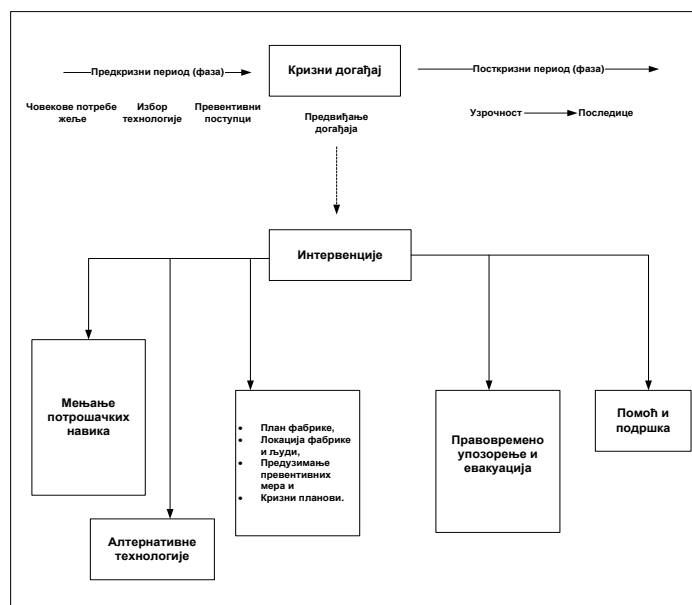 Предкризни период (фаза)
Кризни догађај
Посткризни период (фаза)
Човекове потребе
жеље
Избор
технологије
Превентивни
поступци
Предвиђање
догађаја
Узрочност
Последице
Интервенције
Мењање
потрошачких
навика
• План фабрике,
• Локација фабрике
и људи,
• Предузимање
превентивних
мера и
• Кризни планови.
Правовремено
упозорење и
евакуација
Помоћ и
подршка
Алтернативне
технологије